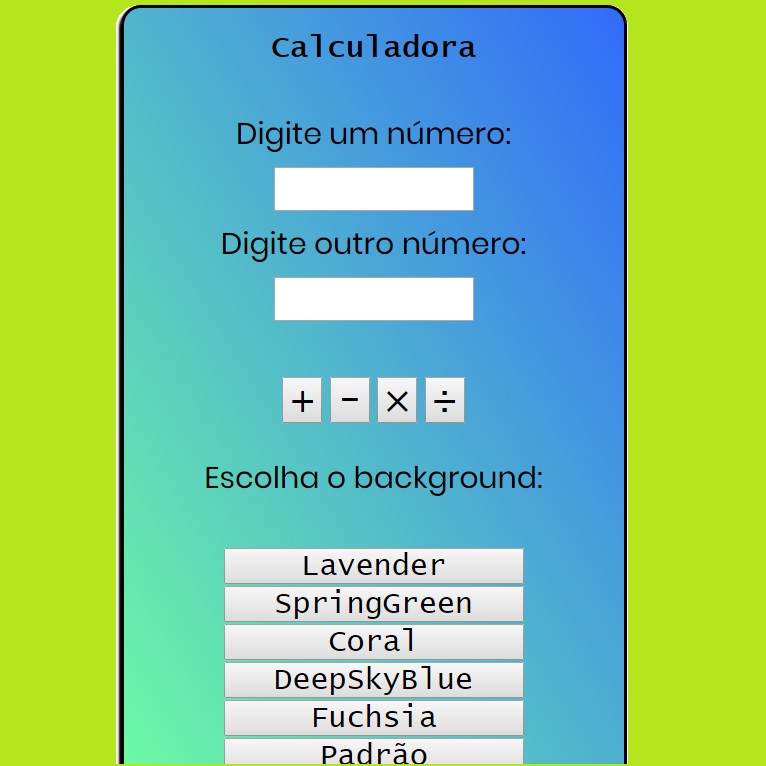 Calculadora
Digite um número:
Digite outro número:
+ - × ÷
Escolha o background:
Lavender
SpringGreen
Coral
DeepSkyBlue
Fuchsia
Padrão